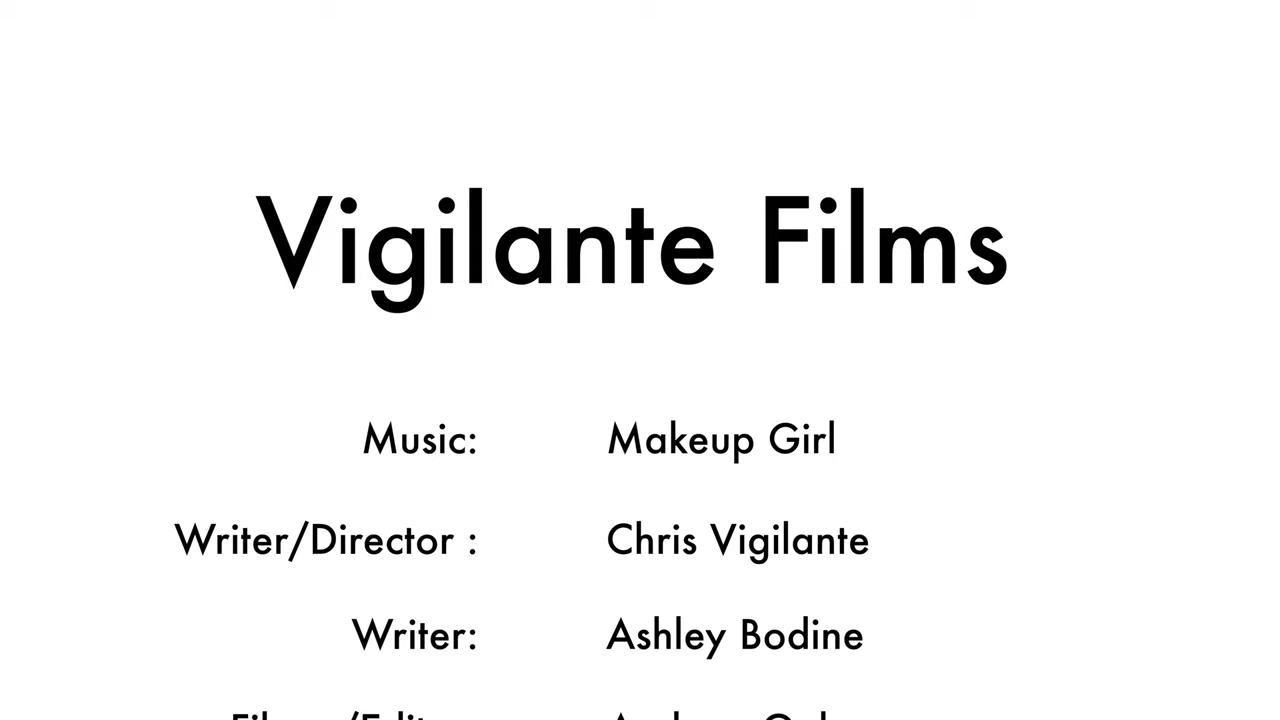 Vigilante Films
Music: Makeup Girl
Writer/Director : Chris Vigilante
Writer: Ashley Bodine